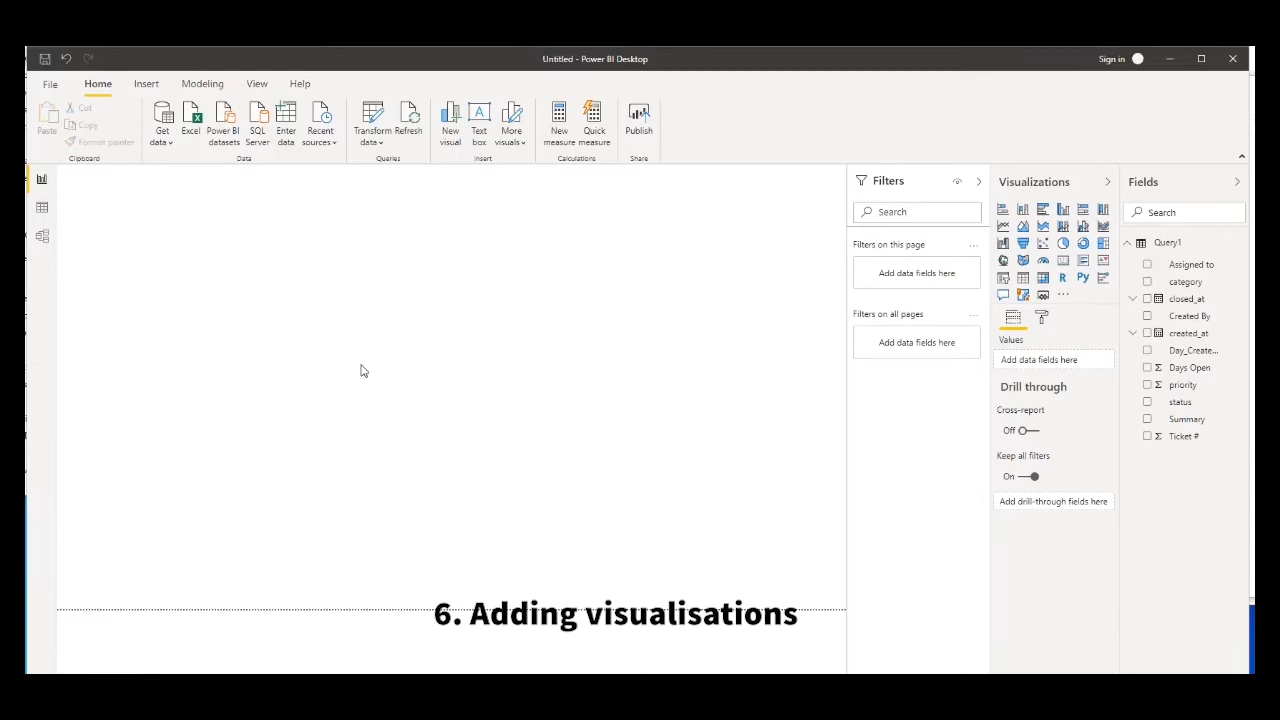 Untitled - Power BI Desktop
Sign in
File
Home
Insert
Modeling
View
Help
Paste
Cut
Copy
Format painter
Clipboard
Get data
Excel
Power BI datasets
SQL Server
Enter data
Recent sources
Data
Transform data
Refresh
Queries
New visual
Text box
More visuals
Insert
New measure
Quick measure
Calculations
Publish
Share
Filters
Search
Filters on this page
...
Add data fields here
Filters on all pages
...
Add data fields here
Visualizations
R
Py
...
Values
Add data fields here
Drill through
Cross-report
Off
Keep all filters
On
Add drill-through fields here
Fields
Search
Query1
Assigned to
category
closed_at
Created By
created_at
Day_Create...
Σ Days Open
Σ priority
status
Summary
Σ Ticket #
6. Adding visualisations